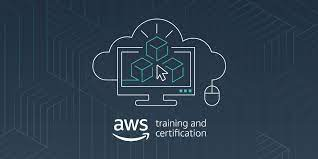 aws
training and
certification